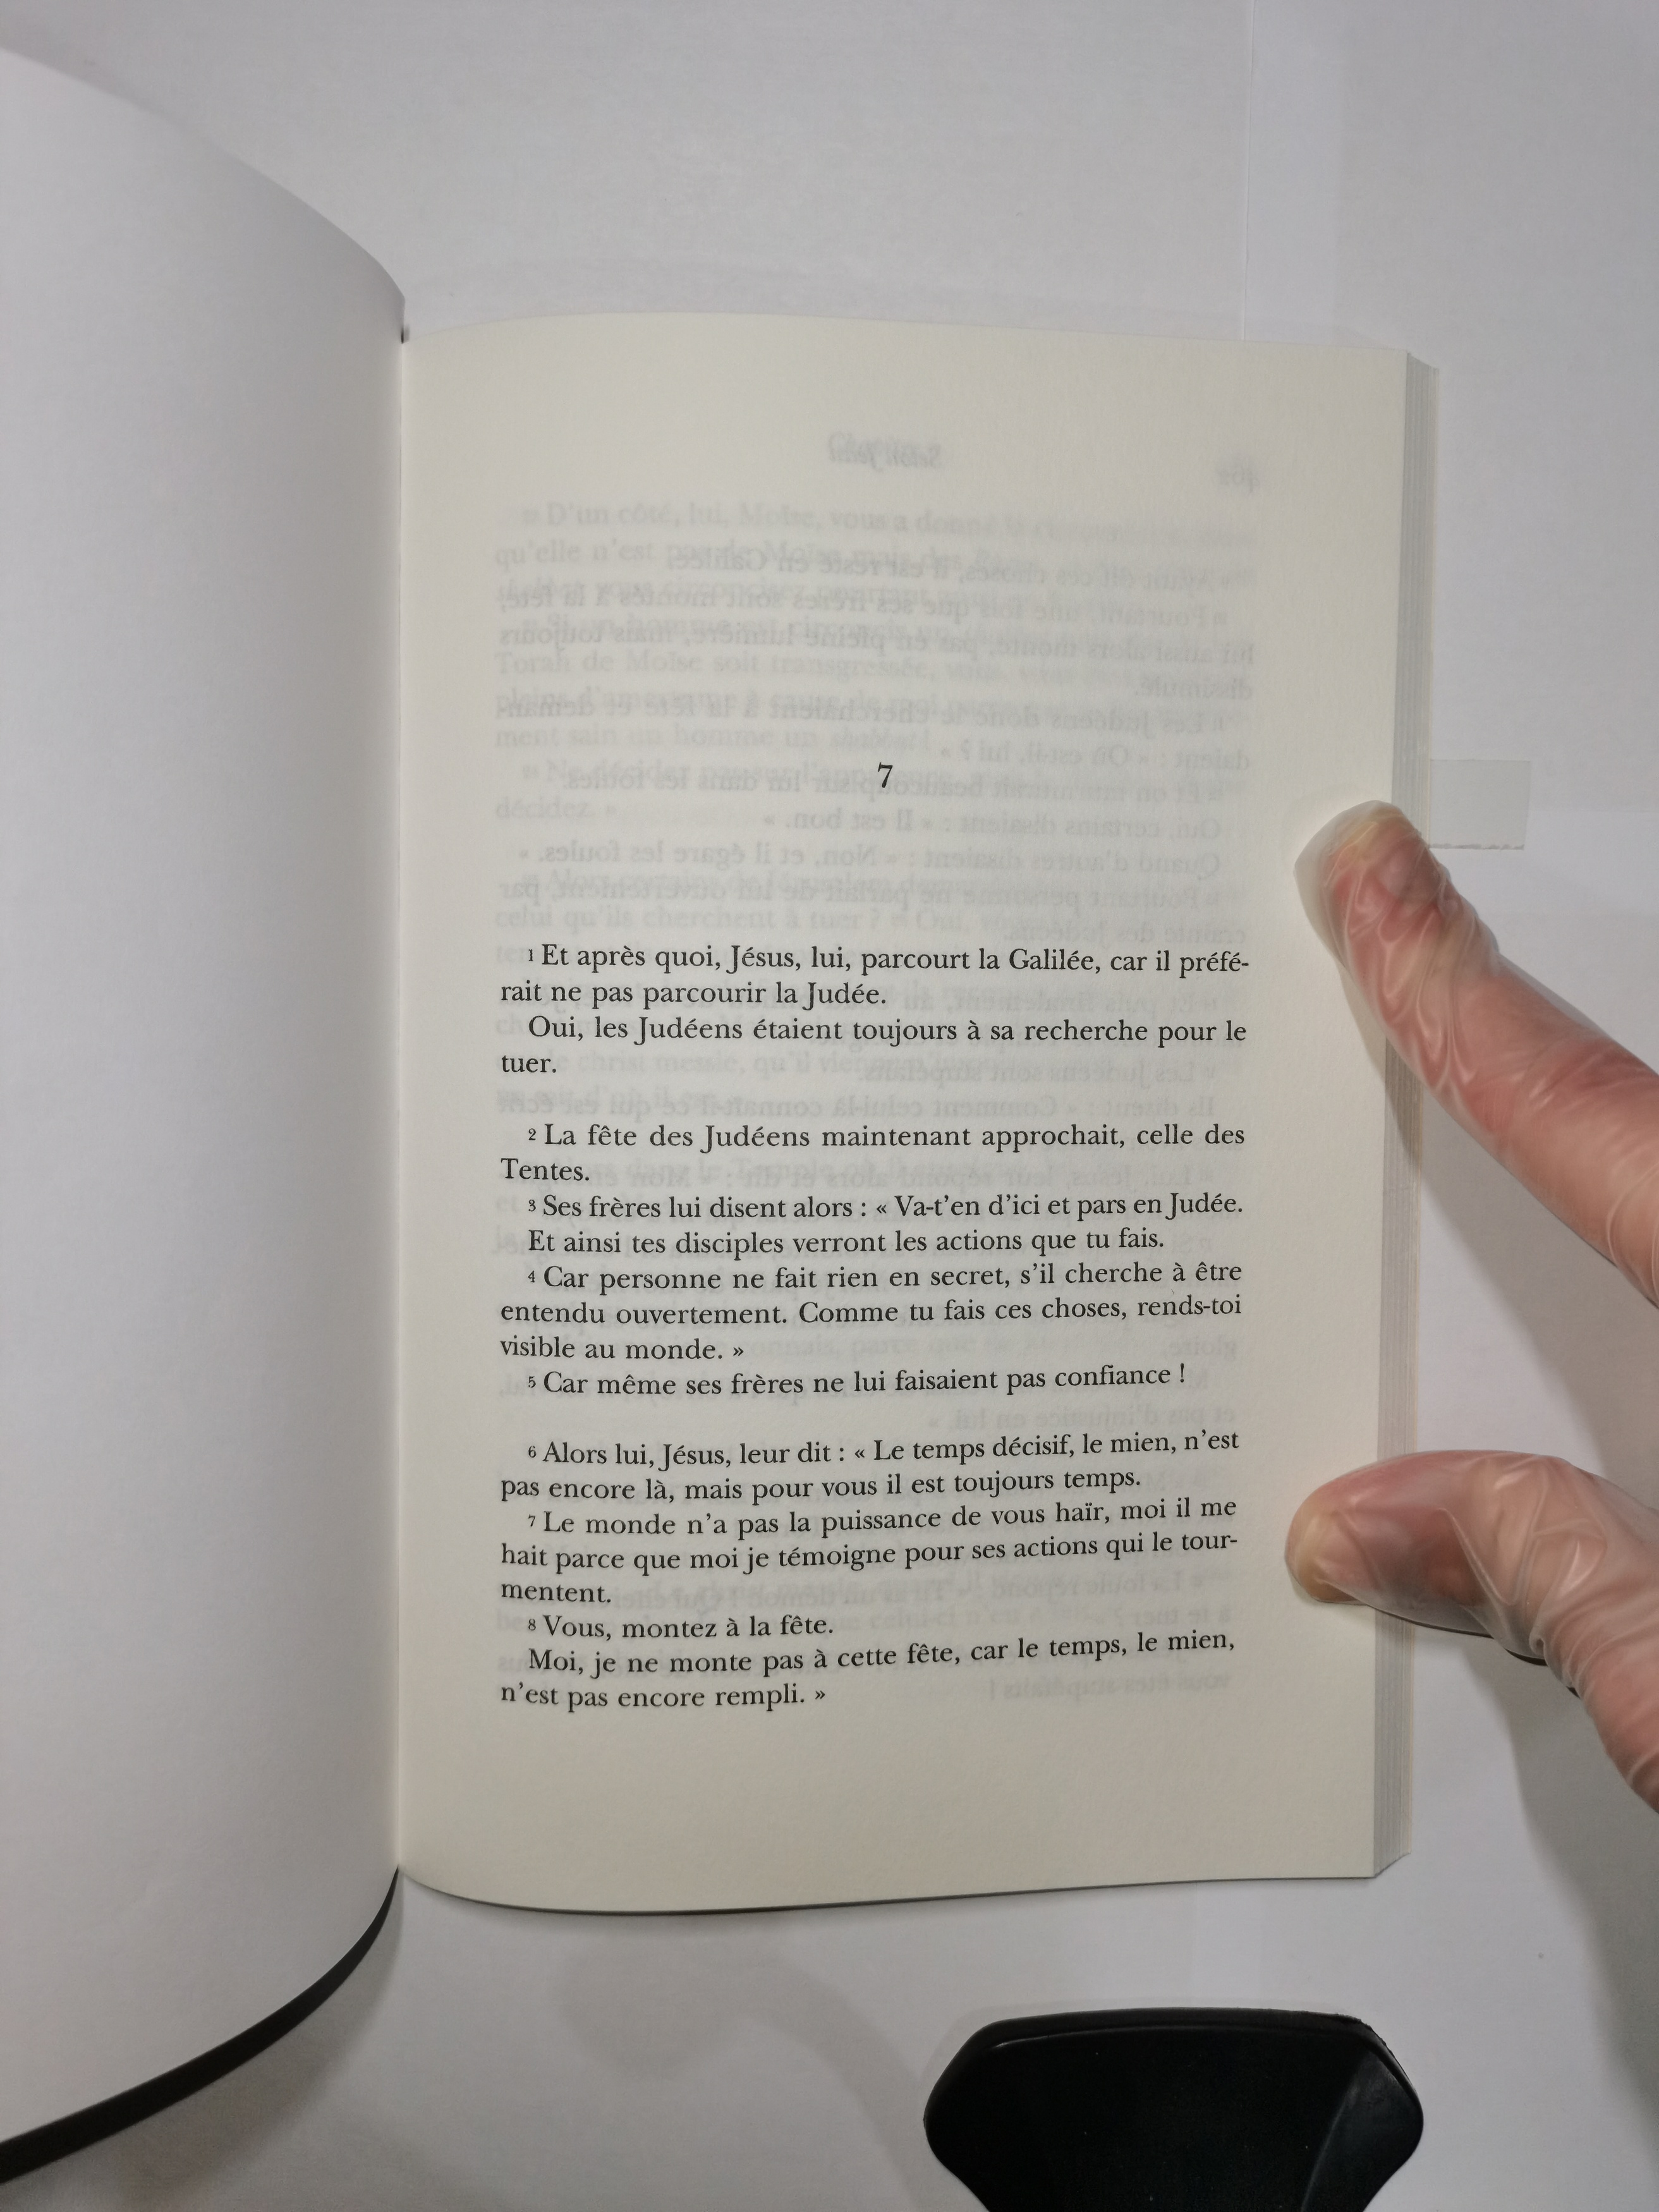 7
1 Et après quoi, Jésus, lui, parcourt la Galilée, car il préfé-
rait ne pas parcourir la Judée.
Oui, les Judéens étaient toujours à sa recherche pour le
tuer.
2 La fête des Judéens maintenant approchait, celle des
Tentes.
3 Ses frères lui disent alors : « Va-t’en d’ici et pars en Judée.
Et ainsi tes disciples verront les actions que tu fais.
4 Car personne ne fait rien en secret, s’il cherche à être
entendu ouvertement. Comme tu fais ces choses, rends-toi
visible au monde. »
5 Car même ses frères ne lui faisaient pas confiance !
6 Alors lui, Jésus, leur dit : « Le temps décisif, le mien, n’est
pas encore là, mais pour vous il est toujours temps.
7 Le monde n’a pas la puissance de vous haïr, moi il me
hait parce que moi je témoigne pour ses actions qui le tour-
mentent.
8 Vous, montez à la fête.
Moi, je ne monte pas à cette fête, car le temps, le mien,
n’est pas encore rempli. »